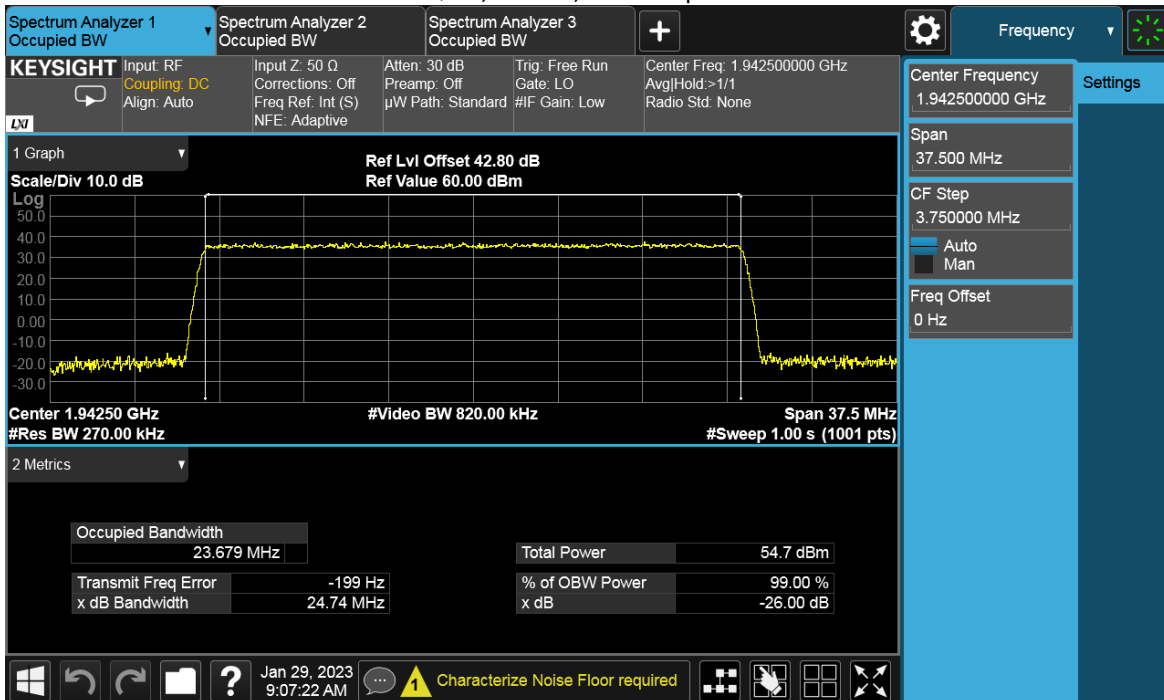 Spectrum Analyzer 1
Occupied BW
Spectrum Analyzer 2
Occupied BW
Spectrum Analyzer 3
Occupied BW
Frequency
KEYSIGHT
LXI
Input: RF
Coupling: DC
Align: Auto
Input Z: 50 Ω
Corrections: Off
Freq Ref: Int (S)
NFE: Adaptive
Atten: 30 dB
Preamp: Off
µW Path: Standard
Trig: Free Run
Gate: LO
#IF Gain: Low
Center Freq: 1.942500000 GHz
Avg|Hold:>1/1
Radio Std: None
Center Frequency
1.942500000 GHz
Settings
Span
37.500 MHz
CF Step
3.750000 MHz
Auto
Man
Freq Offset
0 Hz
1 Graph
Scale/Div 10.0 dB
Ref Lvl Offset 42.80 dB
Ref Value 60.00 dBm
Log
50.0
40.0
30.0
20.0
10.0
0.00
-10.0
-20.0
-30.0
Center 1.94250 GHz
#Video BW 820.00 kHz
Span 37.5 MHz
#Res BW 270.00 kHz
#Sweep 1.00 s (1001 pts)
2 Metrics
Occupied Bandwidth
23.679 MHz
Total Power 54.7 dBm
Transmit Freq Error -199 Hz
% of OBW Power 99.00 %
x dB Bandwidth 24.74 MHz
x dB -26.00 dB
?
Jan 29, 2023
9:07:22 AM
1
Characterize Noise Floor required